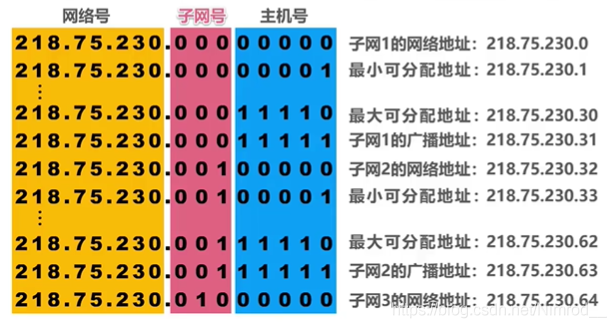 网络号 子网号 主机号
218.75.230.000 00000 子网1的网络地址：218.75.230.0
218.75.230.000 00001 最小可分配地址：218.75.230.1
218.75.230.000 11110 最大可分配地址：218.75.230.30
218.75.230.000 11111 子网1的广播地址：218.75.230.31
218.75.230.001 00000 子网2的网络地址：218.75.230.32
218.75.230.001 00001 最小可分配地址：218.75.230.33
218.75.230.001 11110 最大可分配地址：218.75.230.62
218.75.230.001 11111 子网2的广播地址：218.75.230.63
218.75.230.010 00000 子网3的网络地址：218.75.230.64
https://blog.csdn.net/Nimrod__